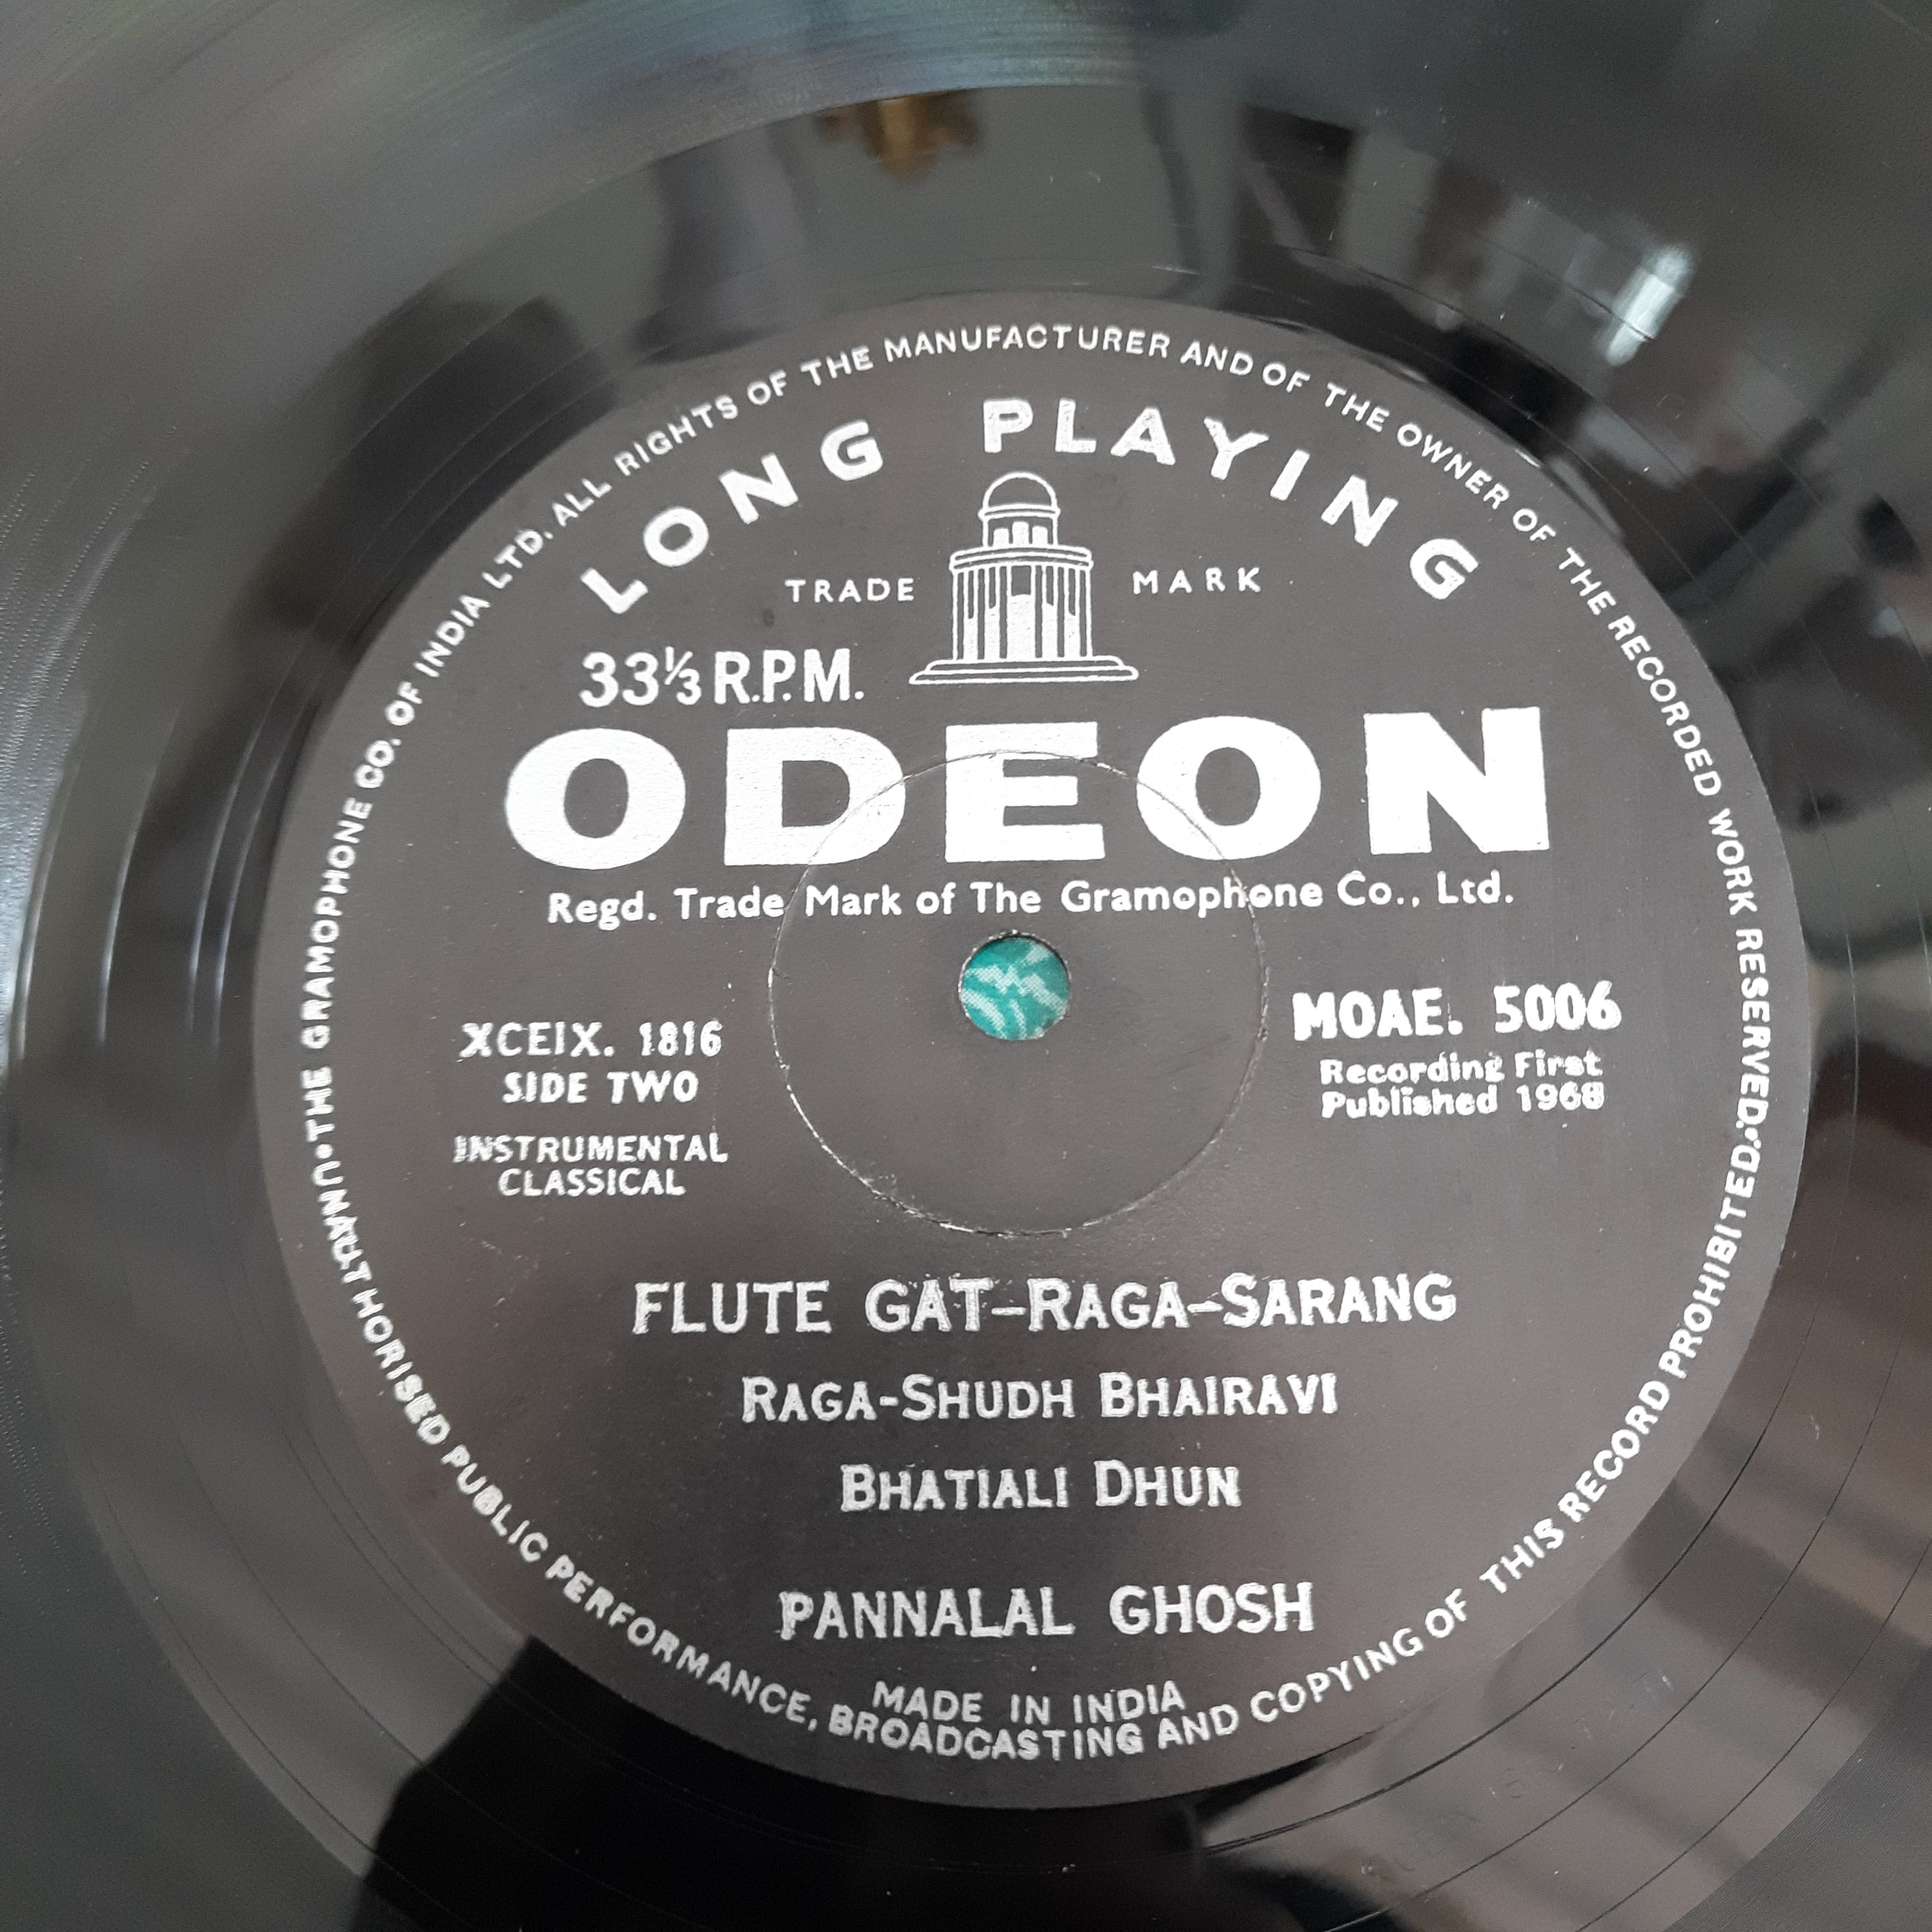 THE GRAMOPHONE CO. OF INDIA LTD. ALL RIGHTS OF THE MANUFACTURER AND OF THE OWNER OF THE RECORDED WORK RESERVED
UNAUTHORISED PUBLIC PERFORMANCE, BROADCASTING AND COPYING OF THIS RECORD PROHIBITED
LONG PLAYING
TRADE MARK
33⅓ R.P.M.
ODEON
Regd. Trade Mark of The Gramophone Co., Ltd.
XCEIX. 1816
SIDE TWO
INSTRUMENTAL
CLASSICAL
MOAE. 5006
Recording First
Published 1968
FLUTE GAT–RAGA–SARANG
RAGA-SHUDH BHAIRAVI
BHATIALI DHUN
PANNALAL GHOSH
MADE IN INDIA